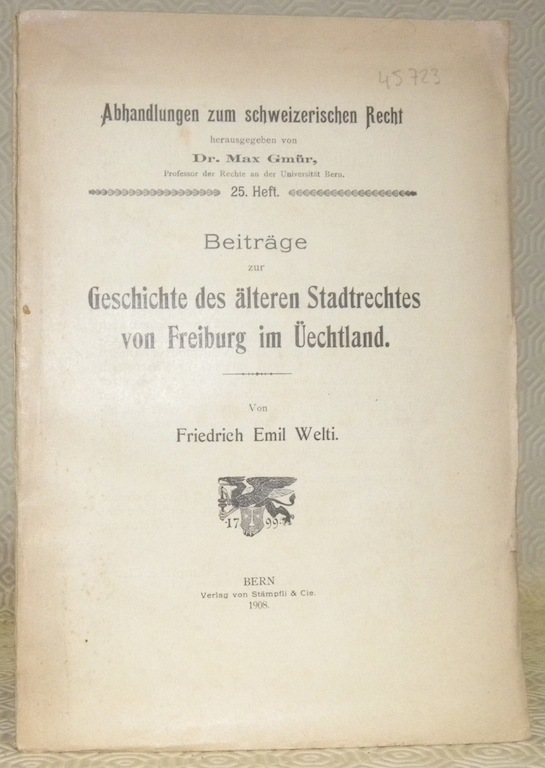 45723
Abhandlungen zum schweizerischen Recht
herausgegeben von
Dr. Max Gmür,
Professor der Rechte an der Universität Bern.
25. Heft.
Beiträge
zur
Geschichte des älteren Stadtrechtes
von Freiburg im Üechtland.
Von
Friedrich Emil Welti.
1799
BERN
Verlag von Stämpfli & Cie.
1908.